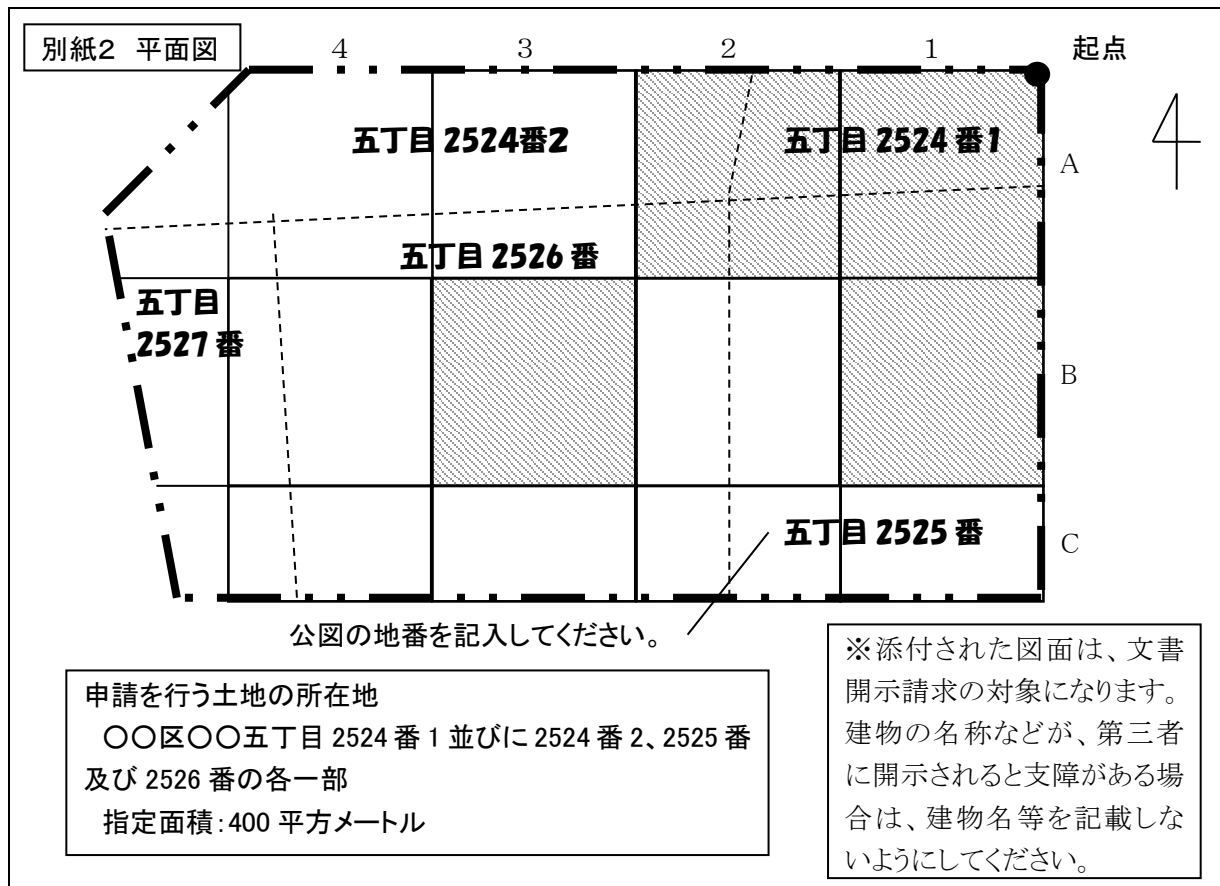 別紙2 平面図
4 3 2 1 起点
五丁目 2524番2
五丁目 2524 番1
A
五丁目 2526 番
五丁目
2527 番
B
五丁目 2525 番
C
公図の地番を記入してください。
申請を行う土地の所在地
〇〇区〇〇五丁目 2524 番 1 並びに 2524 番 2、2525 番
及び 2526 番の各一部
指定面積:400 平方メートル
※添付された図面は、文書
開示請求の対象になります。
建物の名称などが、第三者
に開示されると支障がある場
合は、建物名等を記載しな
いようにしてください。